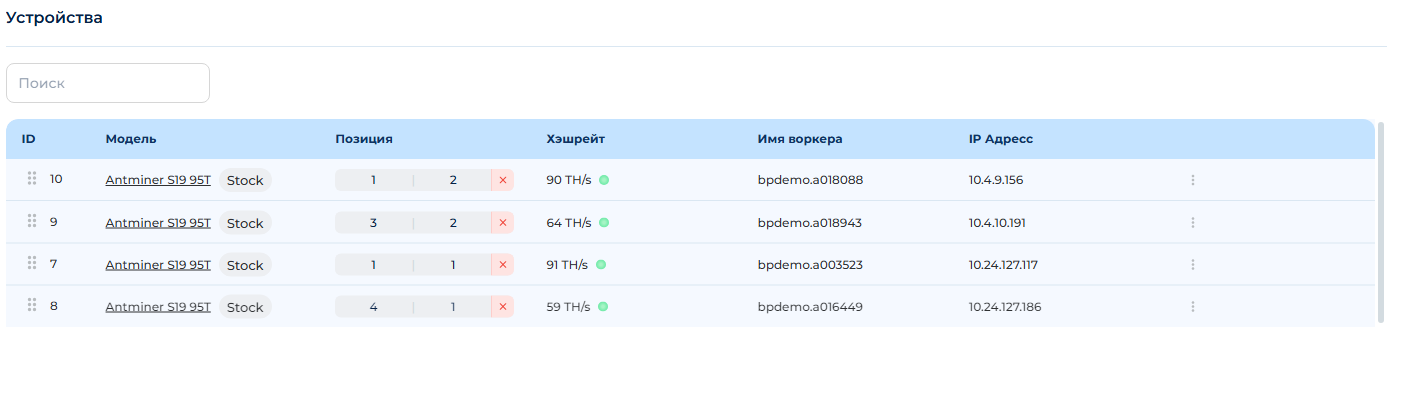 Устройства
Поиск
ID Модель Позиция Хэшрейт Имя воркера IP Адресс
10 Antminer S19 95T Stock 1 | 2 × 90 TH/s bpdemo.a018088 10.4.9.156
9 Antminer S19 95T Stock 3 | 2 × 64 TH/s bpdemo.a018943 10.4.10.191
7 Antminer S19 95T Stock 1 | 1 × 91 TH/s bpdemo.a003523 10.24.127.117
8 Antminer S19 95T Stock 4 | 1 × 59 TH/s bpdemo.a016449 10.24.127.186